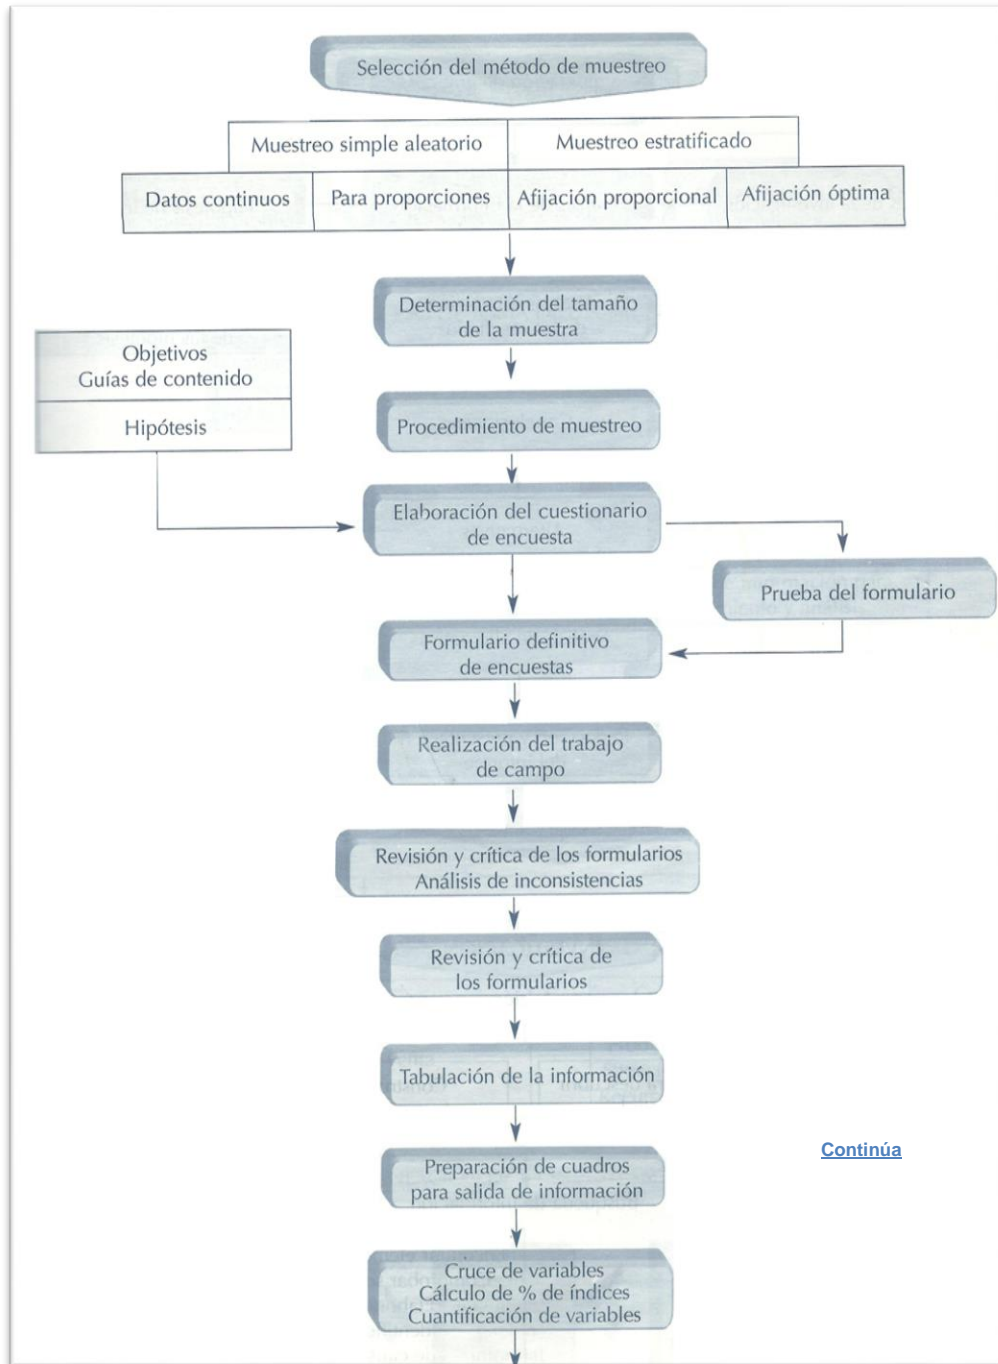 Selección del método de muestreo
Muestreo simple aleatorio
Muestreo estratificado
Datos continuos
Para proporciones
Afijación proporcional
Afijación óptima
Determinación del tamaño
de la muestra
Objetivos
Guías de contenido
Hipótesis
Procedimiento de muestreo
Elaboración del cuestionario
de encuesta
Prueba del formulario
Formulario definitivo
de encuestas
Realización del trabajo
de campo
Revisión y crítica de los formularios
Análisis de inconsistencias
Revisión y crítica de
los formularios
Tabulación de la información
Continúa
Preparación de cuadros
para salida de información
Cruce de variables
Cálculo de % de índices
Cuantificación de variables